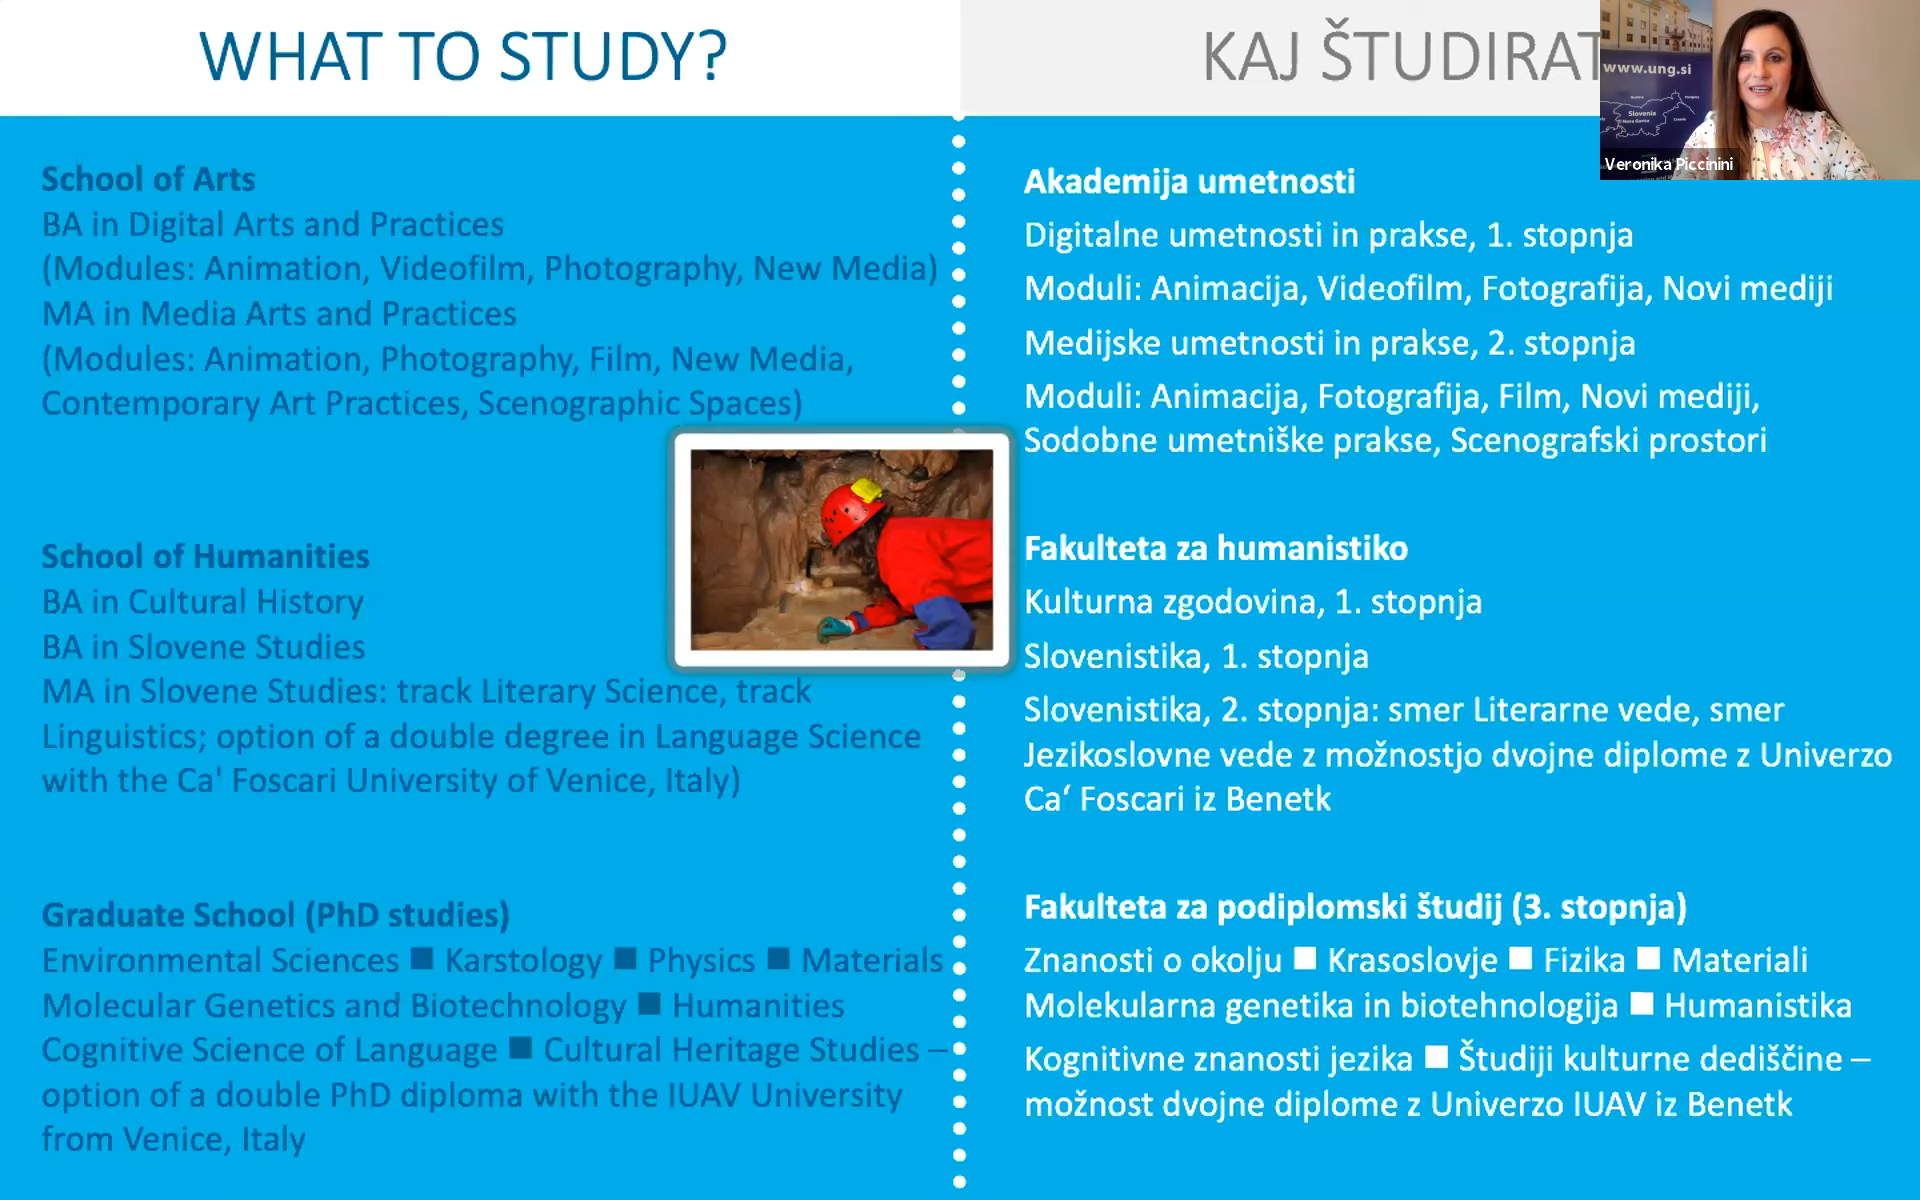 WHAT TO STUDY?
School of Arts
BA in Digital Arts and Practices
(Modules: Animation, Videofilm, Photography, New Media)
MA in Media Arts and Practices
(Modules: Animation, Photography, Film, New Media,
Contemporary Art Practices, Scenographic Spaces)
School of Humanities
BA in Cultural History
BA in Slovene Studies
MA in Slovene Studies: track Literary Science, track
Linguistics; option of a double degree in Language Science
with the Ca' Foscari University of Venice, Italy)
Graduate School (PhD studies)
Environmental Sciences ■ Karstology ■ Physics ■ Materials
Molecular Genetics and Biotechnology ■ Humanities
Cognitive Science of Language ■ Cultural Heritage Studies –
option of a double PhD diploma with the IUAV University
from Venice, Italy
KAJ ŠTUDIRAT
Akademija umetnosti
Digitalne umetnosti in prakse, 1. stopnja
Moduli: Animacija, Videofilm, Fotografija, Novi mediji
Medijske umetnosti in prakse, 2. stopnja
Moduli: Animacija, Fotografija, Film, Novi mediji,
Sodobne umetniške prakse, Scenografski prostori
Fakulteta za humanistiko
Kulturna zgodovina, 1. stopnja
Slovenistika, 1. stopnja
Slovenistika, 2. stopnja: smer Literarne vede, smer
Jezikoslovne vede z možnostjo dvojne diplome z Univerzo
Ca‘ Foscari iz Benetk
Fakulteta za podiplomski študij (3. stopnja)
Znanosti o okolju ■ Krasoslovje ■ Fizika ■ Materiali
Molekularna genetika in biotehnologija ■ Humanistika
Kognitivne znanosti jezika ■ Študiji kulturne dediščine –
možnost dvojne diplome z Univerzo IUAV iz Benetk
www.ung.si
Slovenia
Nova Gorica
Veronika Piccinini